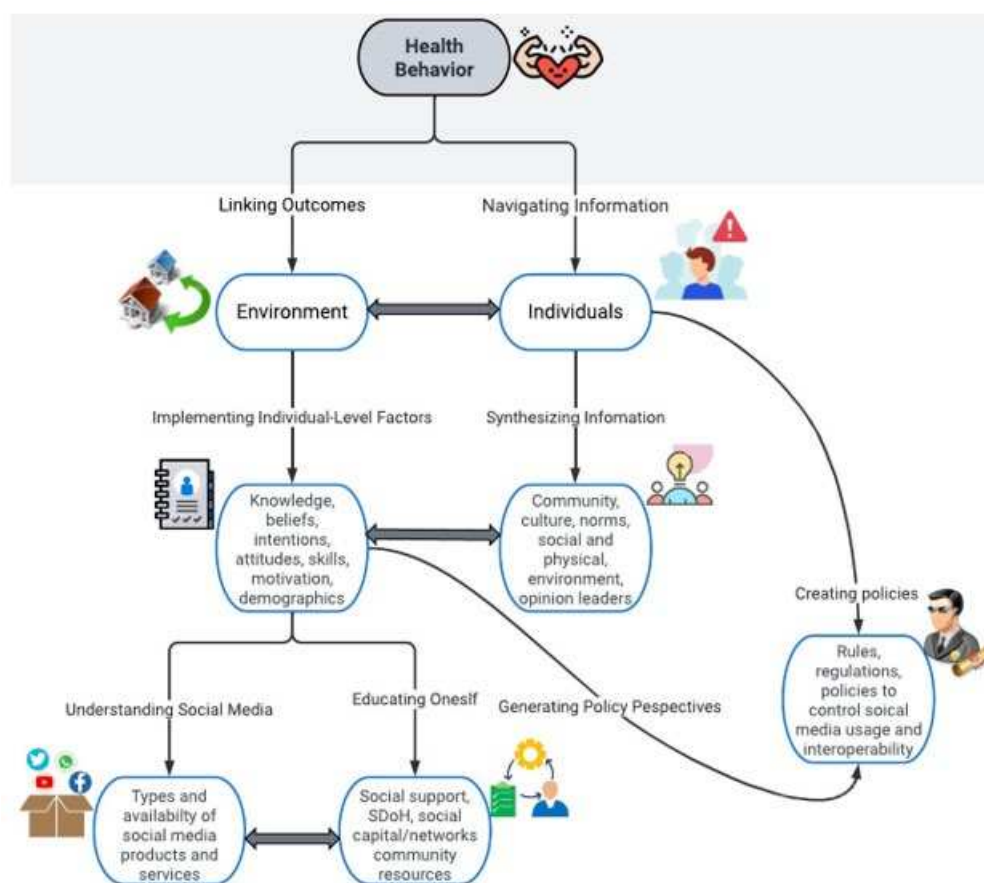 Health
Behavior
Linking Outcomes
Navigating Information
Environment
Individuals
Implementing Individual-Level Factors
Synthesizing Infomation
Knowledge,
beliefs,
intentions,
attitudes, skills,
motivation,
demographics
Community,
culture, norms,
social and
physical,
environment,
opinion leaders
Creating policies
Rules,
regulations,
policies to
control soical
media usage and
interoperability
Understanding Social Media
Educating Oneslf
Generating Policy Pespectives
Types and
availabilty of
social media
products and
services
Social support,
SDoH, social
capital/networks
community
resources